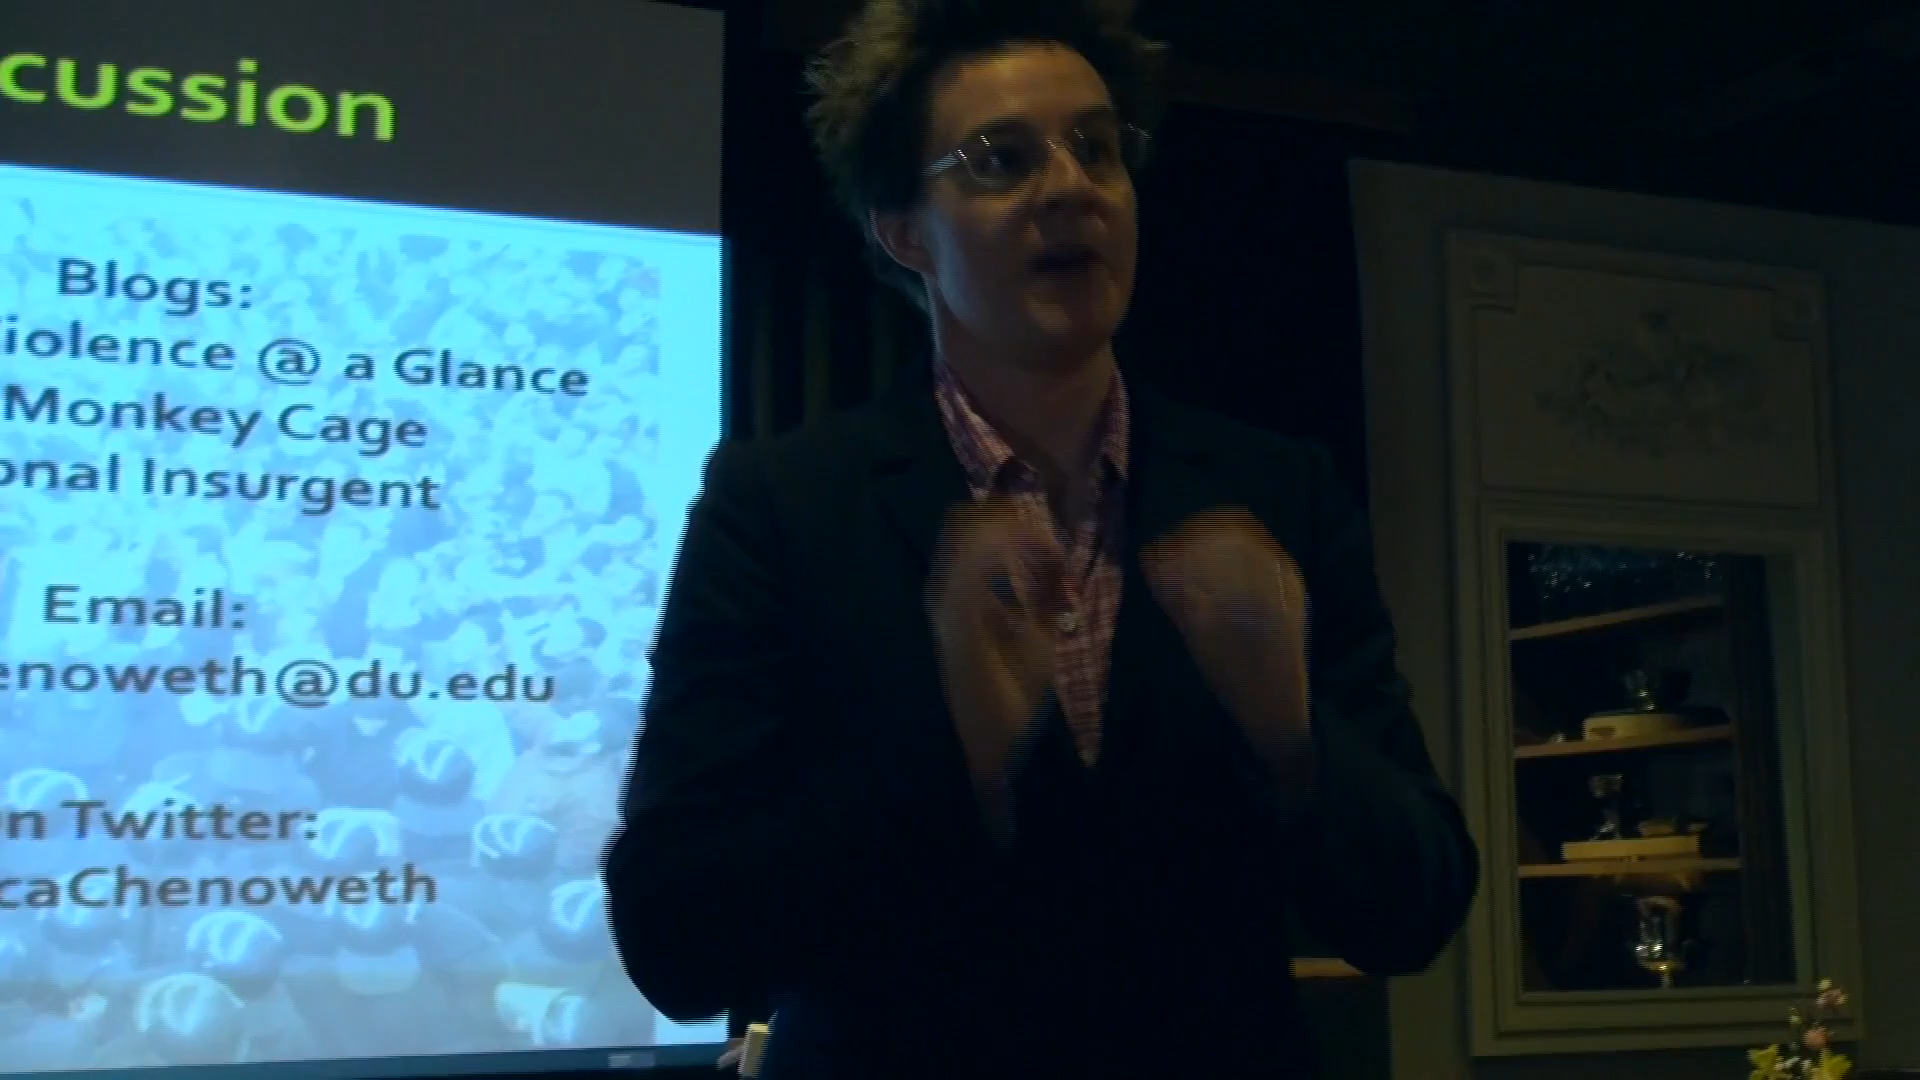 cussion
Blogs:
iolence @ a Glance
Monkey Cage
onal Insurgent
Email:
enoweth@du.edu
n Twitter:
caChenoweth